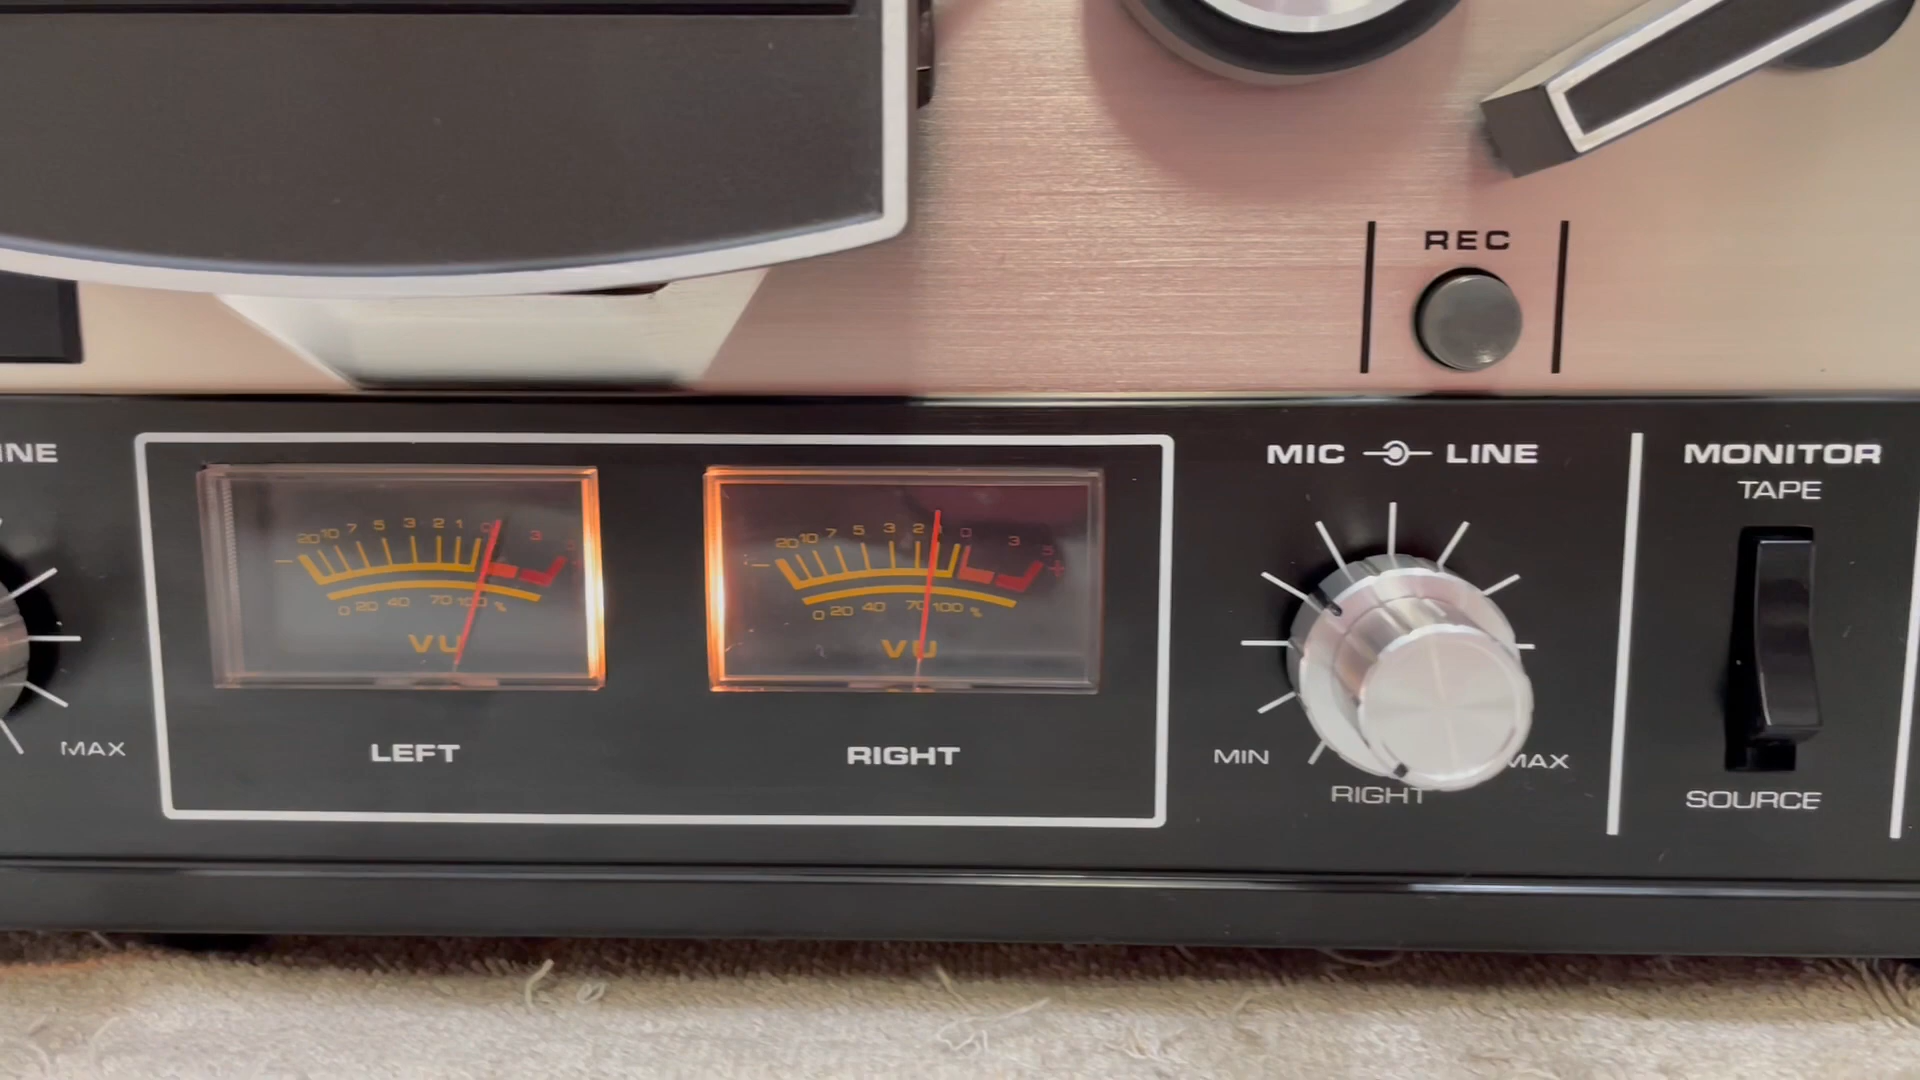 REC
INE
MIC LINE
MONITOR
TAPE
20 10 7 5 3 2 1 0 3
- +
0 20 40 70 100 %
VU
20 10 7 5 3 2 0 3 5
- +
0 20 40 70 100 %
VU
MAX
LEFT
RIGHT
MIN
MAX
RIGHT
SOURCE